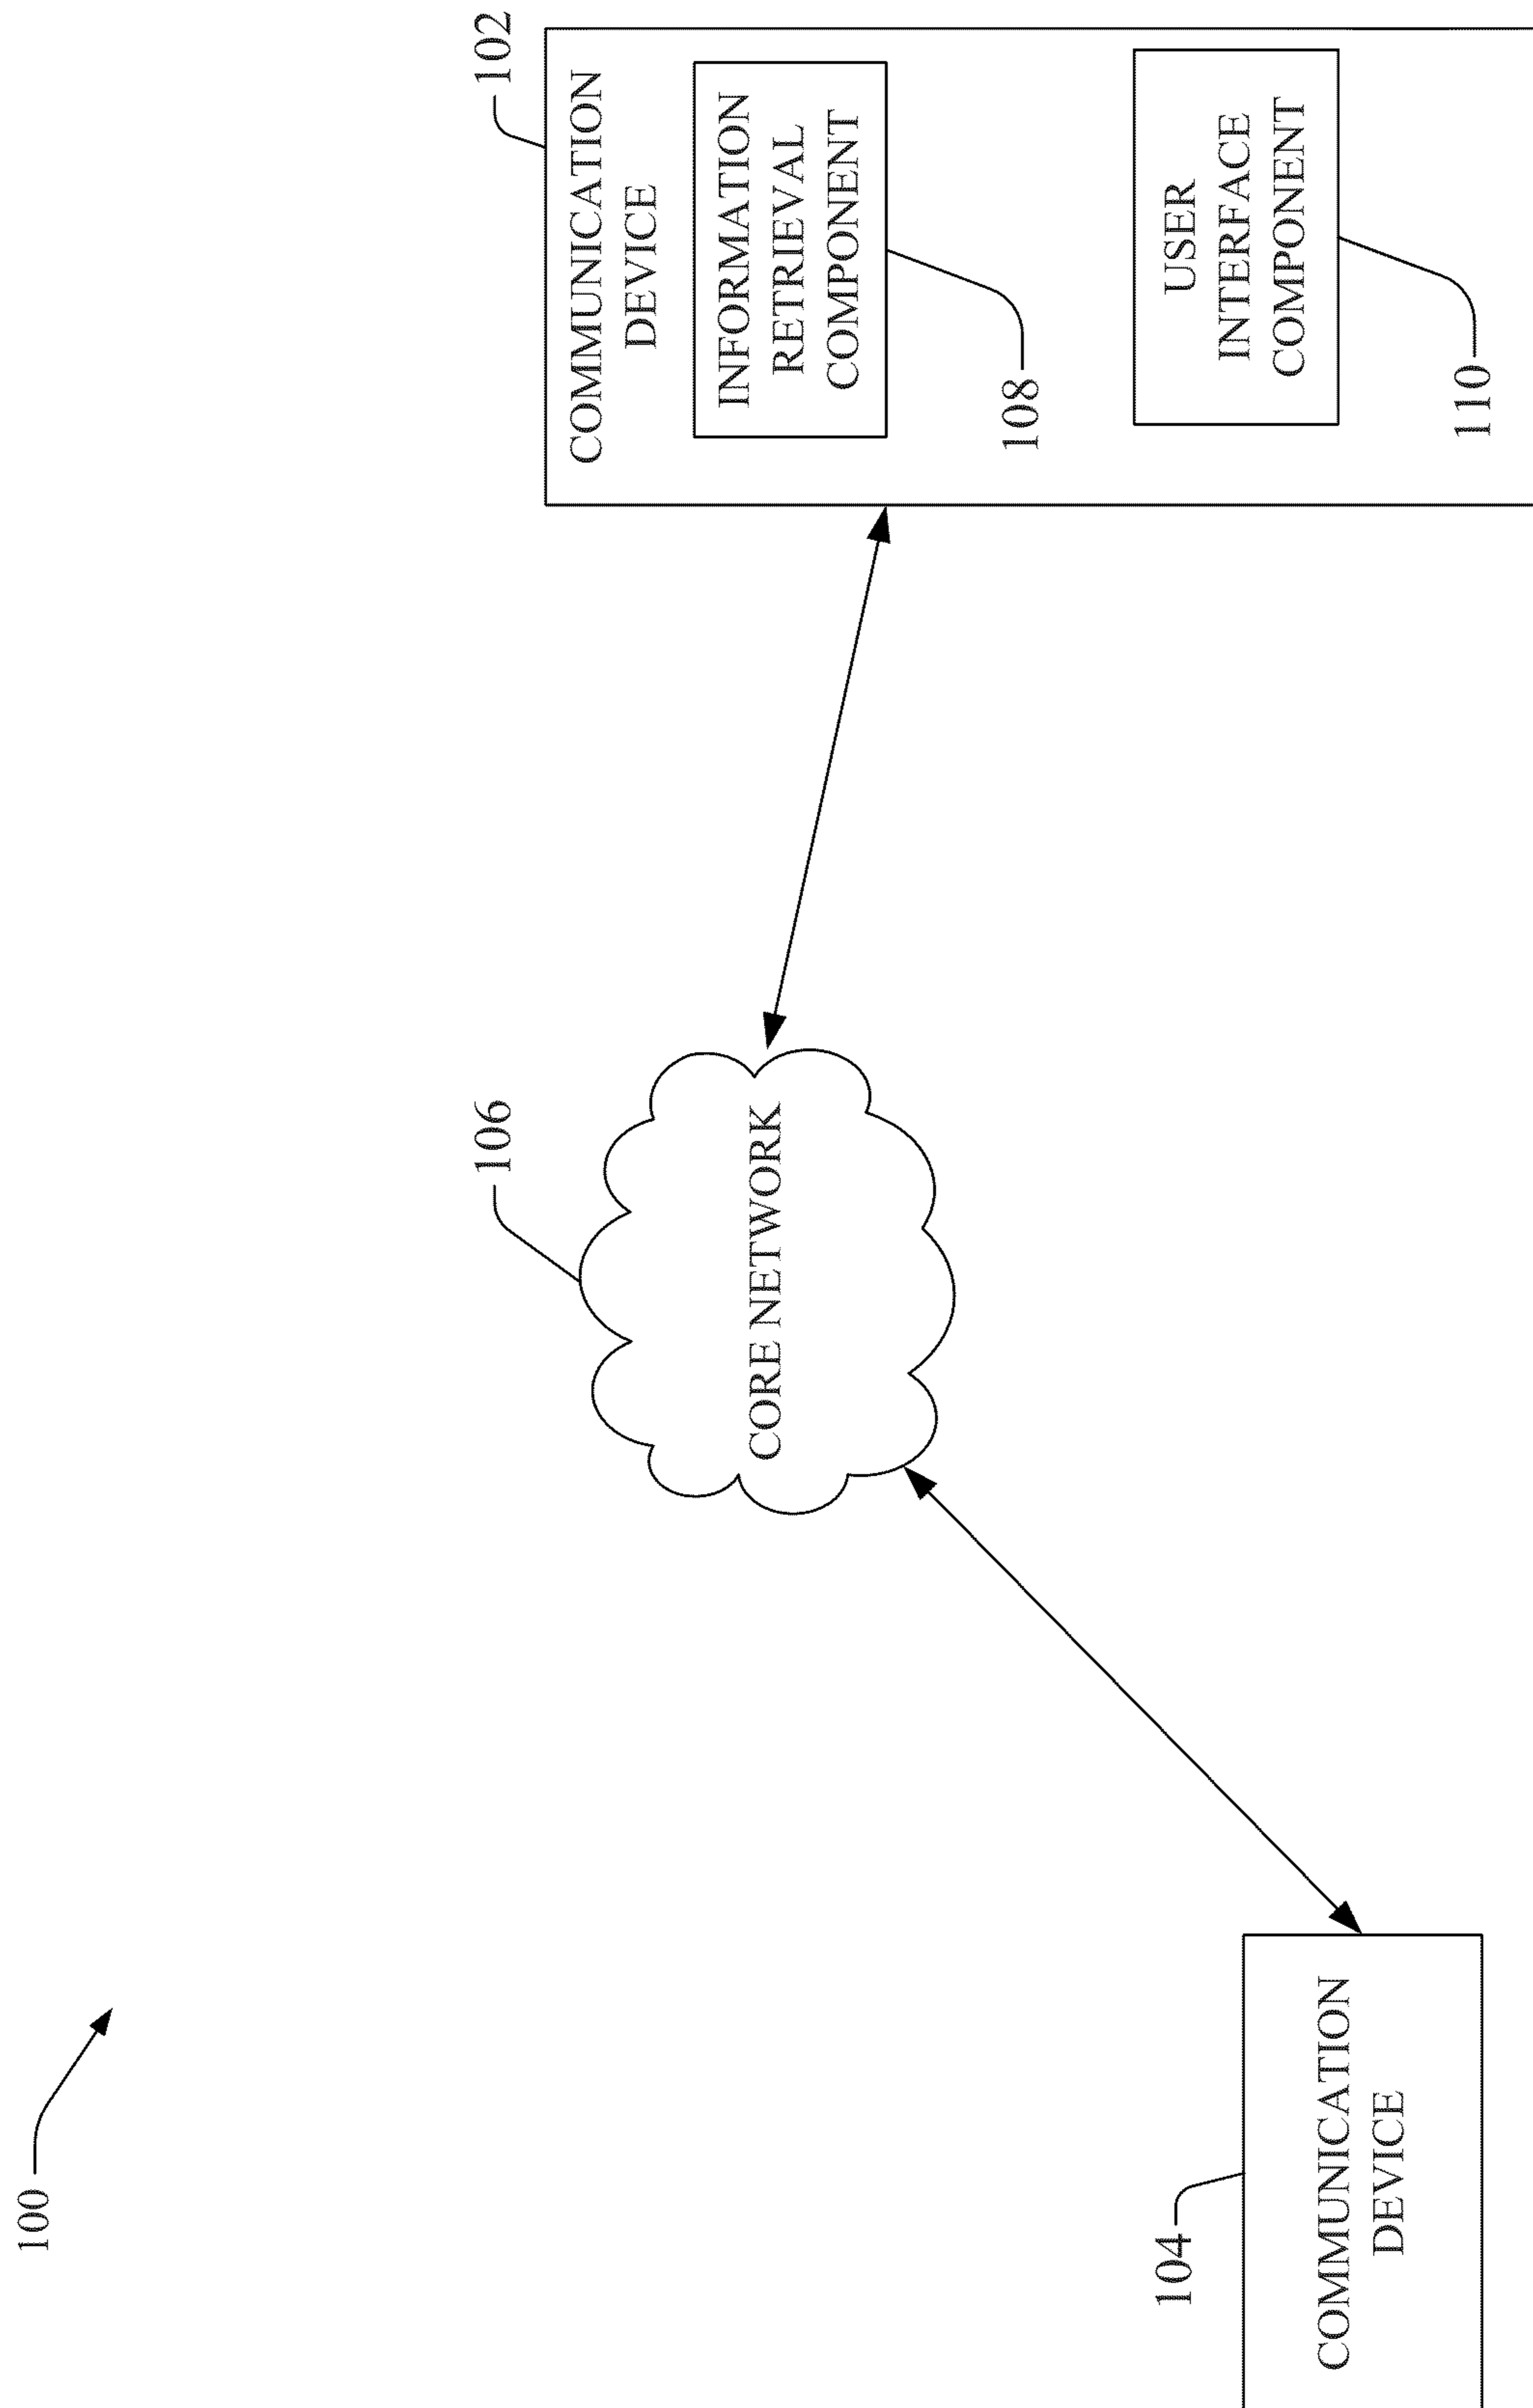 100
102
COMMUNICATION
DEVICE
INFORMATION
RETRIEVAL
COMPONENT
108
USER
INTERFACE
COMPONENT
110
106
CORE NETWORK
104
COMMUNICATION
DEVICE